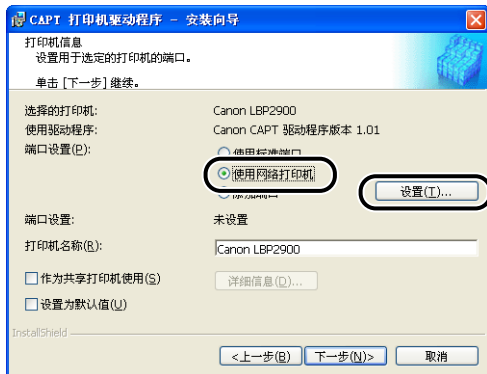 CAPT 打印机驱动程序 - 安装向导
打印机信息
设置用于选定的打印机的端口。
单击 [下一步] 继续。
选择的打印机: Canon LBP2900
使用驱动程序: Canon CAPT 驱动程序版本 1.01
端口设置(P): 使用标准端口
使用网络打印机
添加端口
设置(T)...
端口设置: 未设置
打印机名称(R): Canon LBP2900
作为共享打印机使用(S) 详细信息(D)...
设置为默认值(U)
InstallShield
<上一步(B) 下一步(N)> 取消